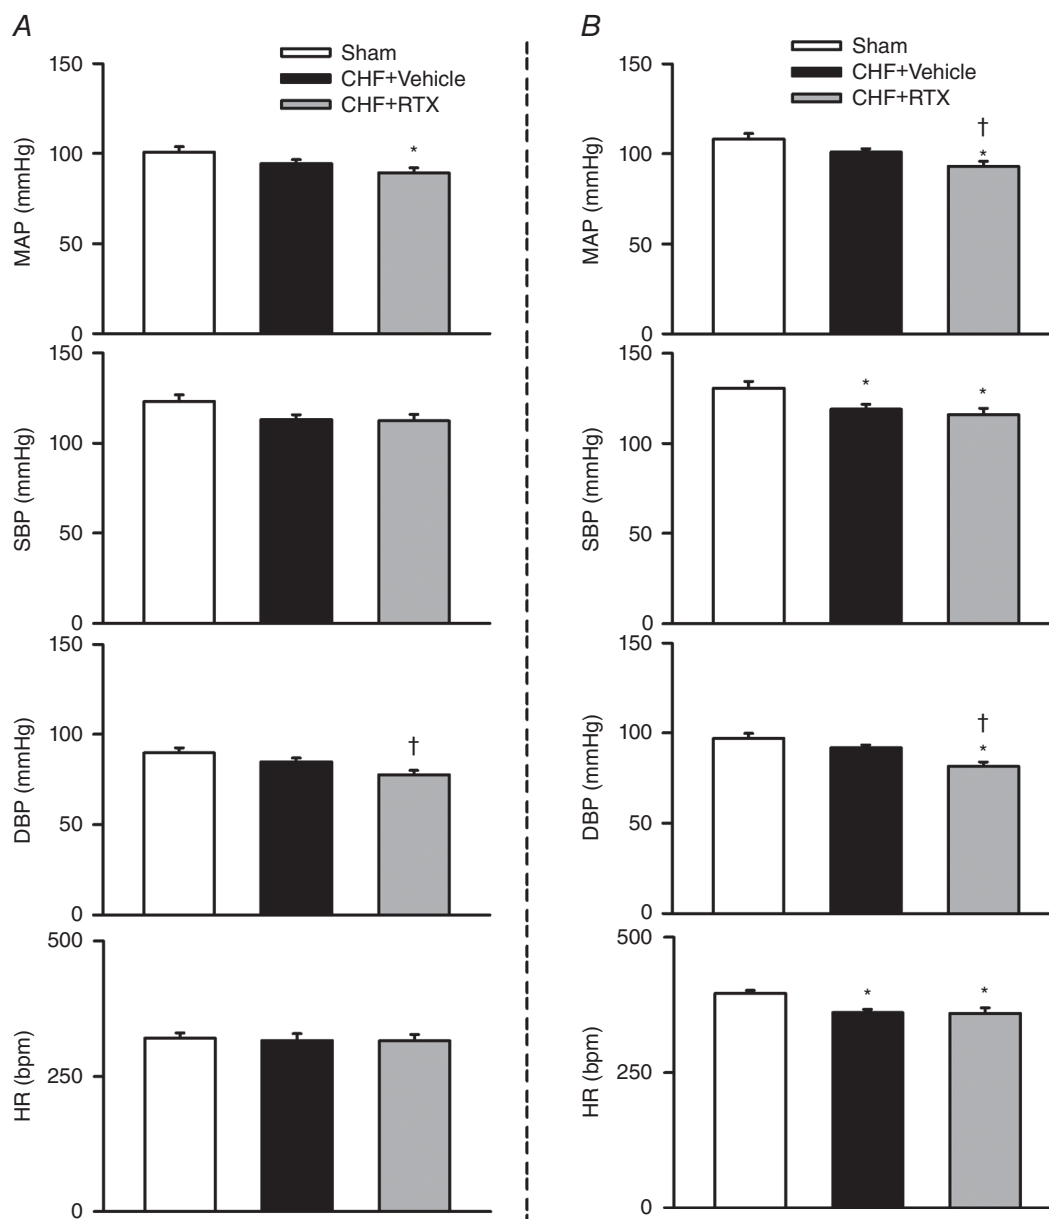 A
Sham
CHF+Vehicle
CHF+RTX
150
100
50
0
MAP (mmHg)
*
150
100
50
0
SBP (mmHg)
150
100
50
0
DBP (mmHg)
†
500
250
0
HR (bpm)
B
Sham
CHF+Vehicle
CHF+RTX
150
100
50
0
MAP (mmHg)
†
*
150
100
50
0
SBP (mmHg)
*
*
150
100
50
0
DBP (mmHg)
†
*
500
250
0
HR (bpm)
*
*